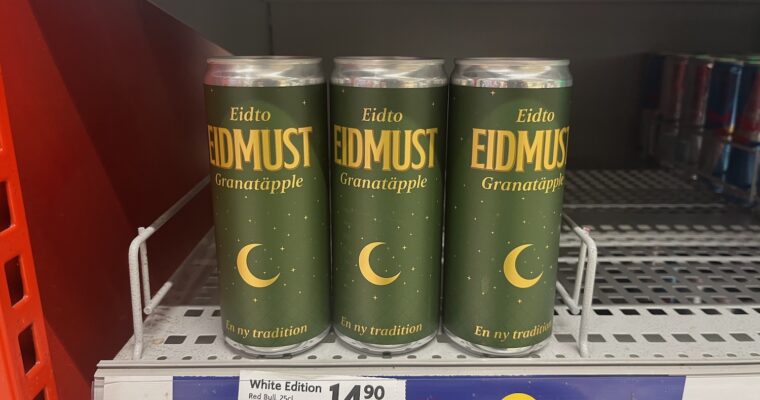 Eidto
EIDMUST
Granatäpple
En ny tradition
Eidto
EIDMUST
Granatäpple
En ny tradition
Eidto
EIDMUST
Granatäpple
En ny tradition
White Edition
Red Bull, 25cl
14 90